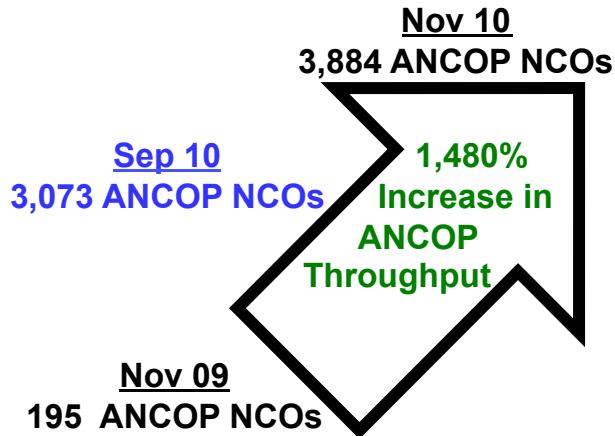 Nov 10
3,884 ANCOP NCOs
Sep 10
3,073 ANCOP NCOs
1,480%
Increase in
ANCOP
Throughput
Nov 09
195 ANCOP NCOs